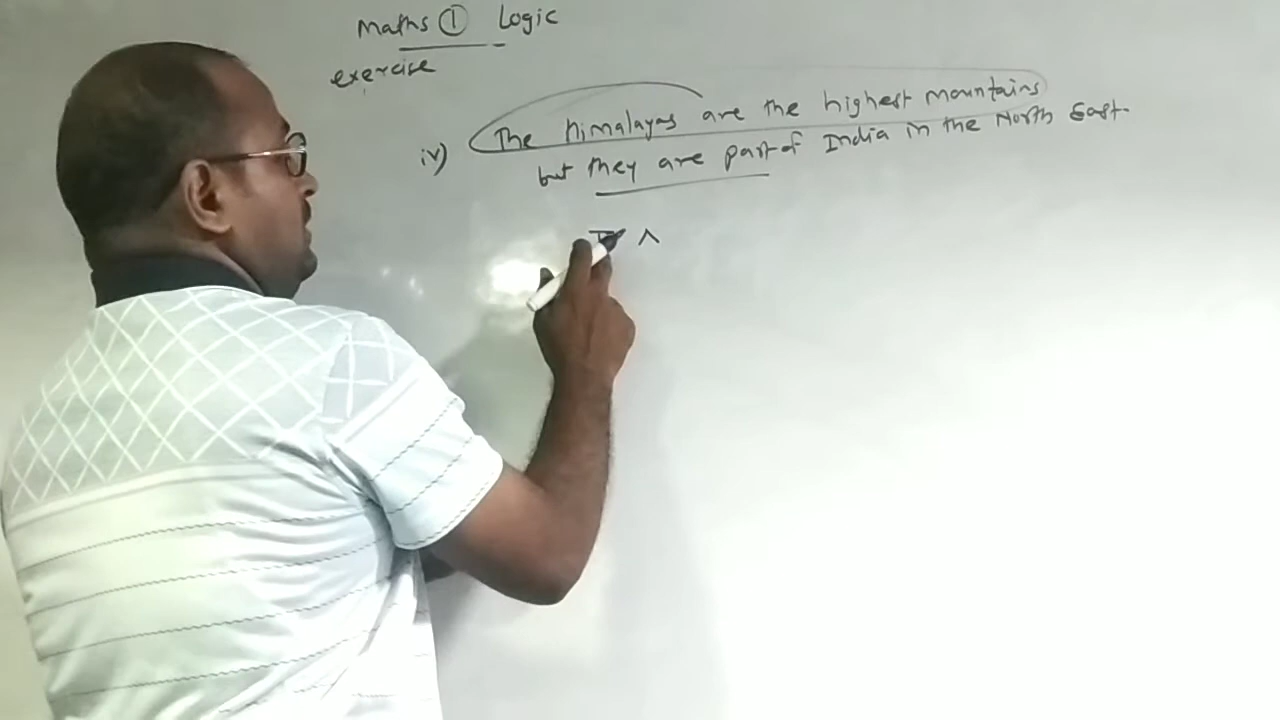 Maths ① Logic
exercise
iv) The himalayas are the highest mountains
but they are part of India in the North East.
∧